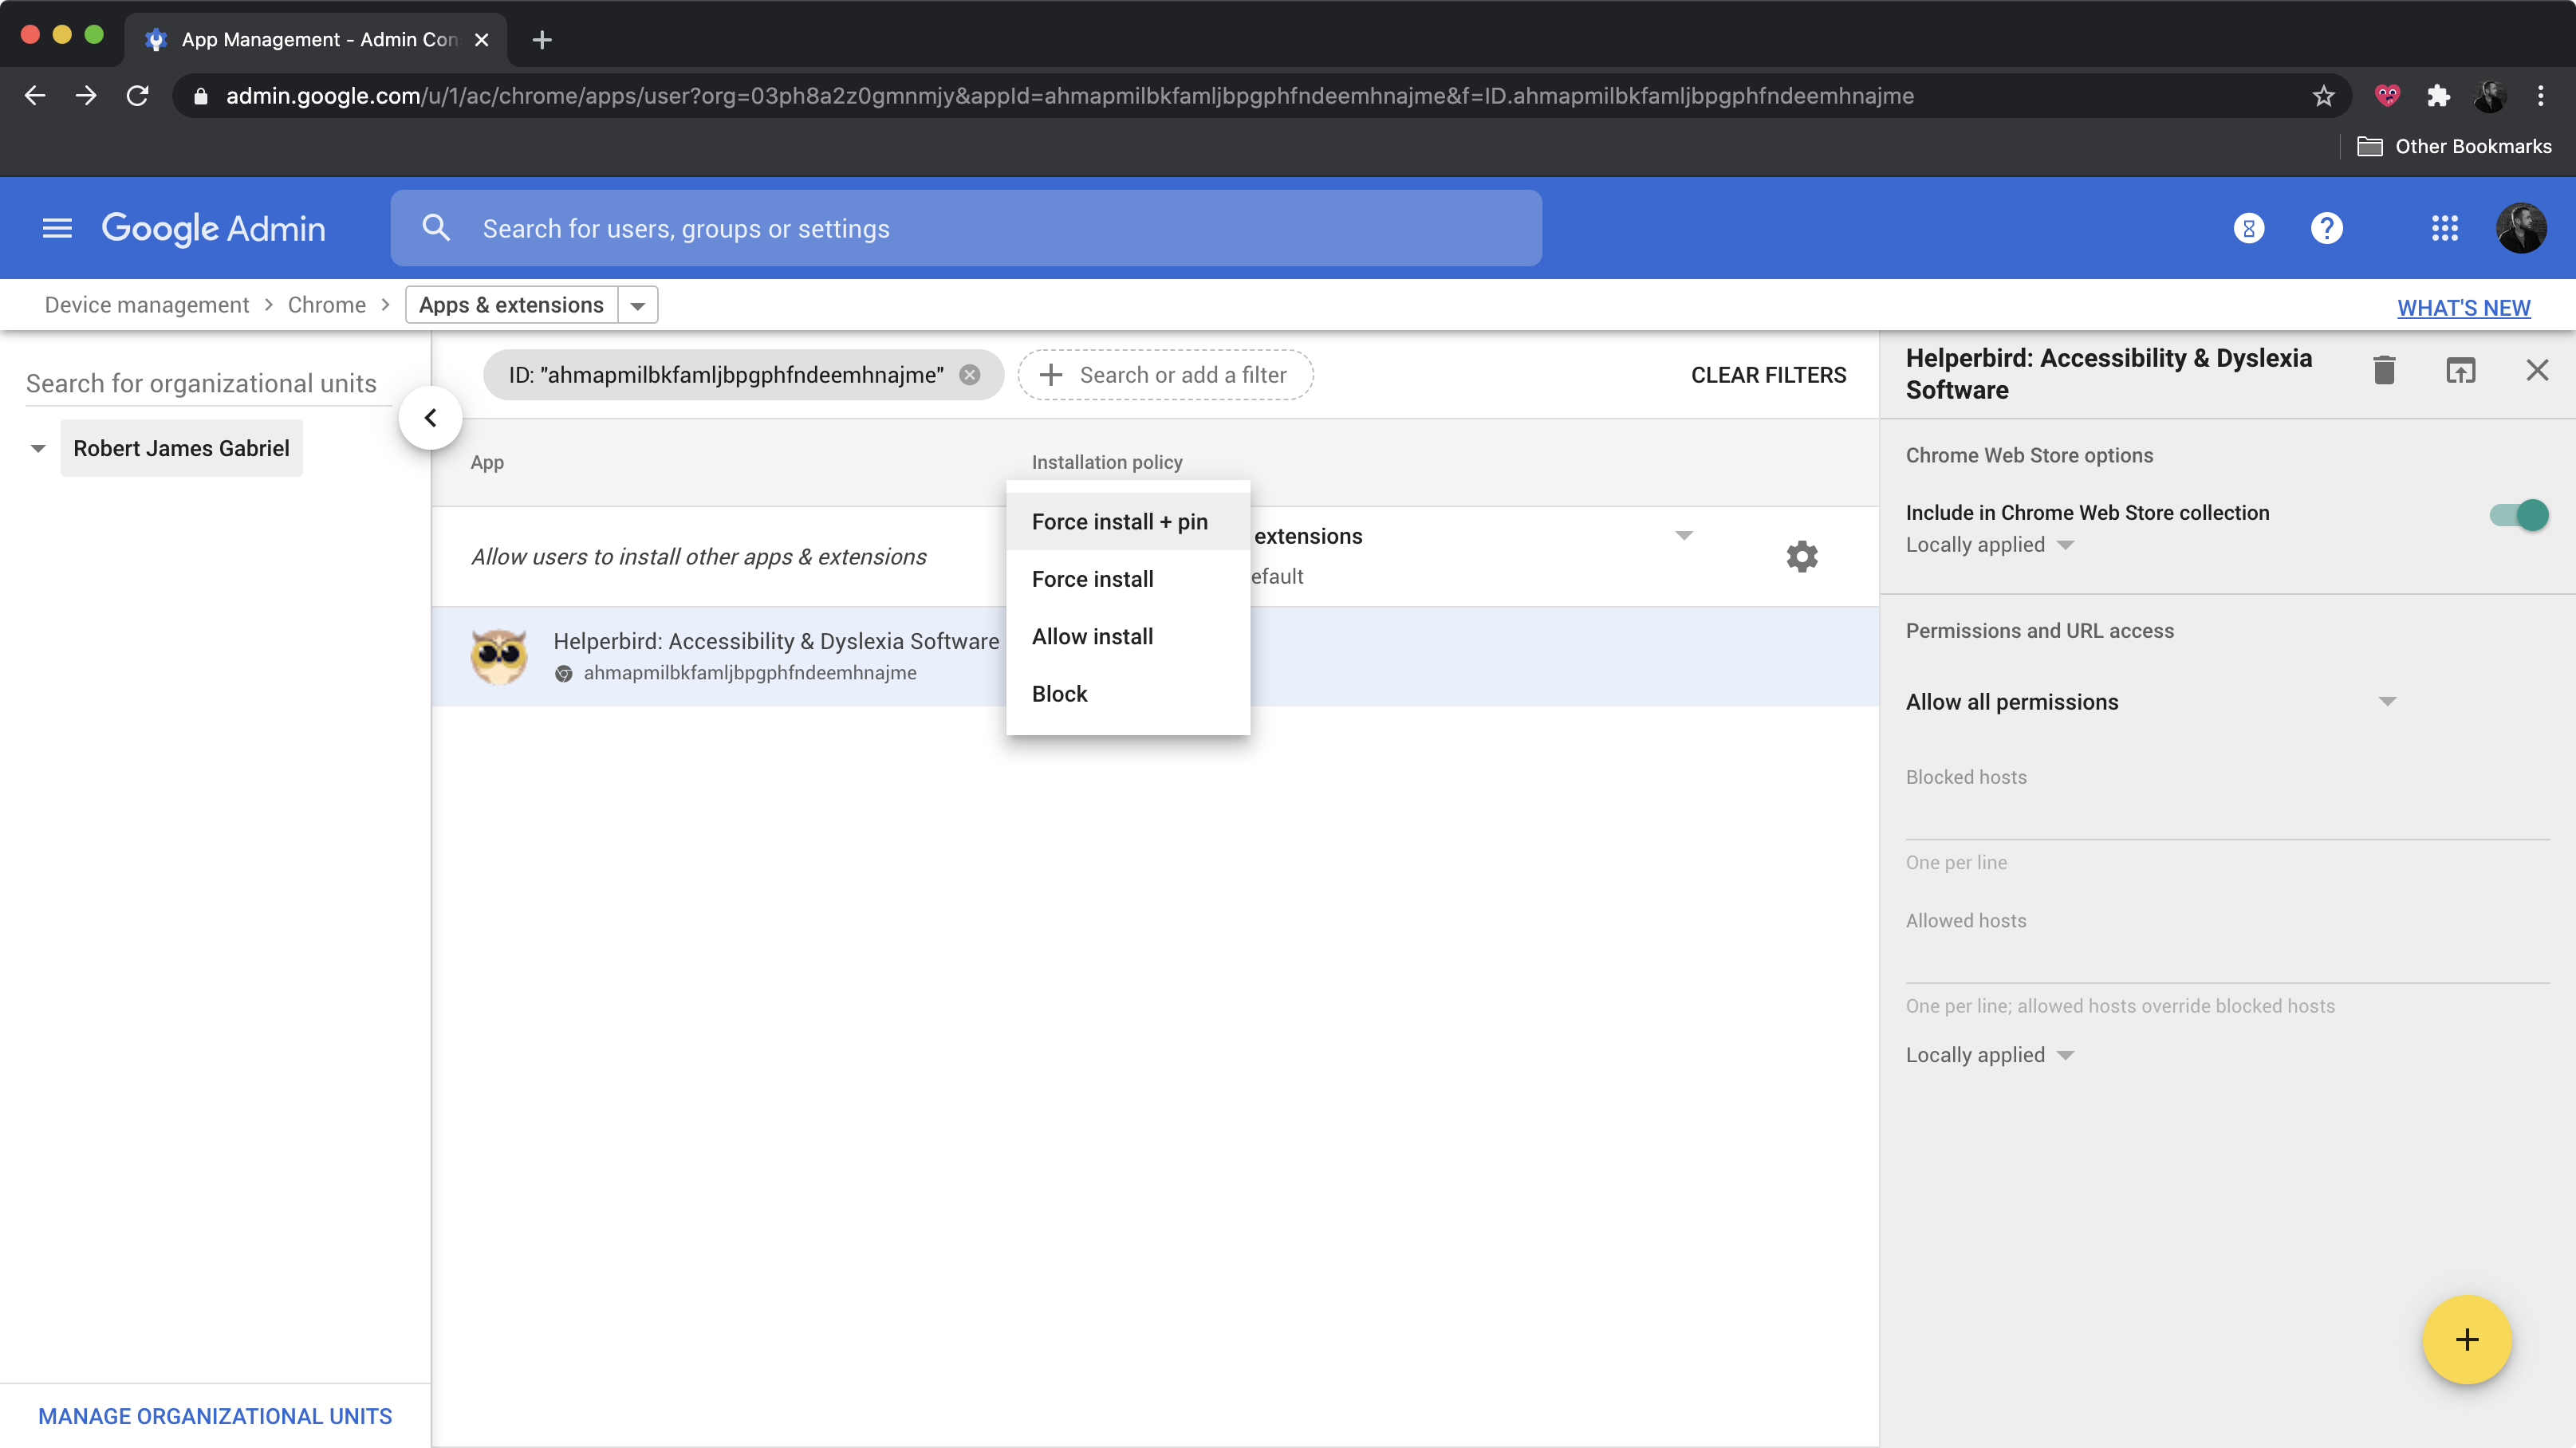 App Management - Admin Con
admin.google.com/u/1/ac/chrome/apps/user?org=03ph8a2z0gmnmjy&appId=ahmapmilbkfamljbpgphfndeemhnajme&f=ID.ahmapmilbkfamljbpgphfndeemhnajme
Other Bookmarks
Google Admin
Search for users, groups or settings
Device management > Chrome > Apps & extensions
WHAT'S NEW
Search for organizational units
Robert James Gabriel
MANAGE ORGANIZATIONAL UNITS
ID: "ahmapmilbkfamljbpgphfndeemhnajme"
Search or add a filter
CLEAR FILTERS
App
Installation policy
Allow users to install other apps & extensions
extensions
efault
Helperbird: Accessibility & Dyslexia Software
ahmapmilbkfamljbpgphfndeemhnajme
Force install + pin
Force install
Allow install
Block
Helperbird: Accessibility & Dyslexia
Software
Chrome Web Store options
Include in Chrome Web Store collection
Locally applied
Permissions and URL access
Allow all permissions
Blocked hosts
One per line
Allowed hosts
One per line; allowed hosts override blocked hosts
Locally applied